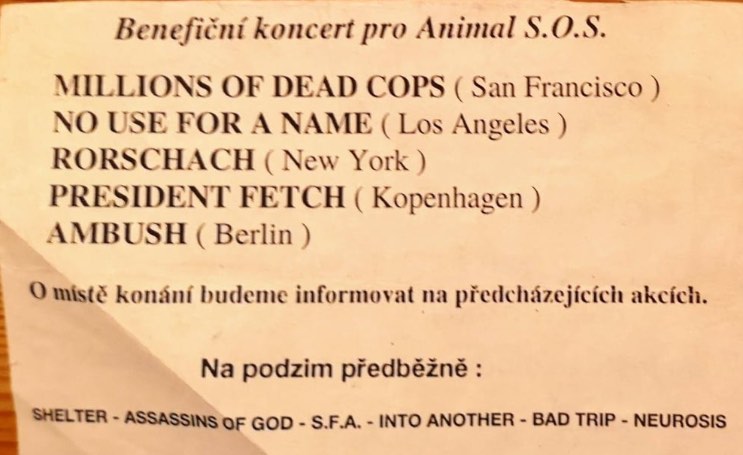 Benefiční koncert pro Animal S.O.S.
MILLIONS OF DEAD COPS ( San Francisco )
NO USE FOR A NAME ( Los Angeles )
RORSCHACH ( New York )
PRESIDENT FETCH ( Kopenhagen )
AMBUSH ( Berlin )
O místě konání budeme informovat na předcházejících akcích.
Na podzim předběžně :
SHELTER - ASSASSINS OF GOD - S.F.A. - INTO ANOTHER - BAD TRIP - NEUROSIS